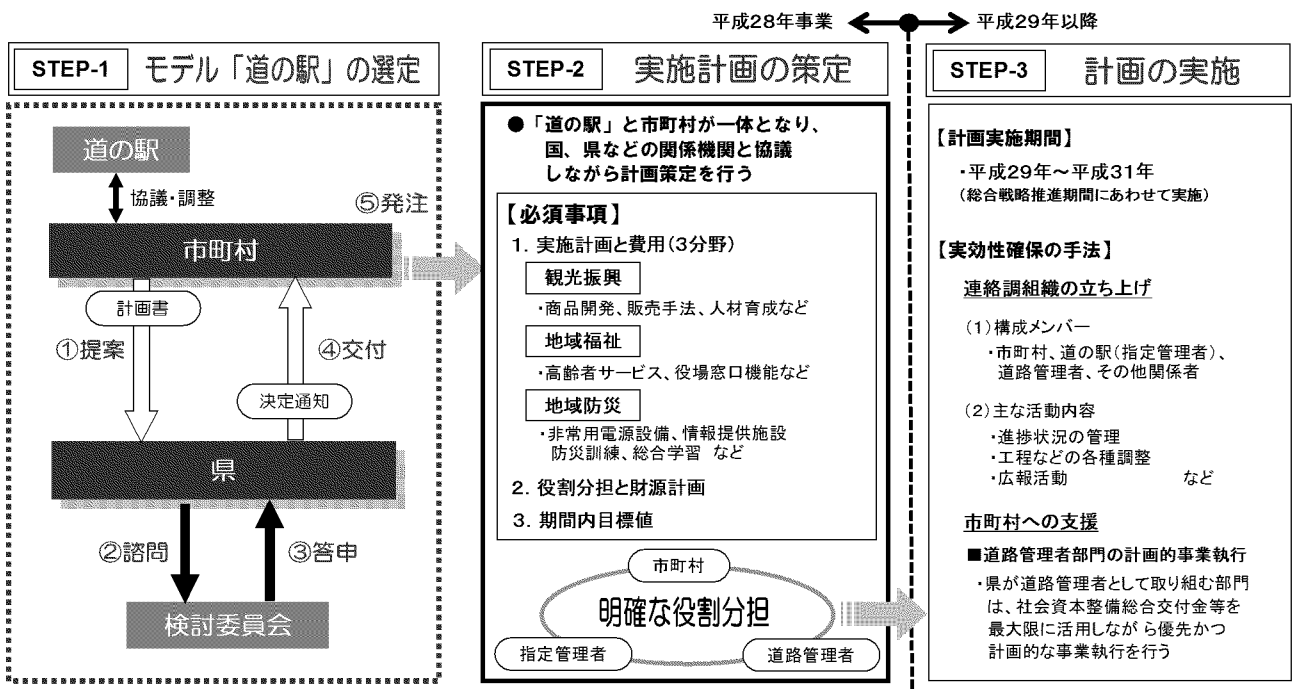 平成28年事業
平成29年以降
STEP-1 モデル「道の駅」の選定
道の駅
協議・調整
⑤発注
市町村
計画書
①提案
④交付
決定通知
県
②諮問
③答申
検討委員会
STEP-2 実施計画の策定
●「道の駅」と市町村が一体となり、
国、県などの関係機関と協議
しながら計画策定を行う
【必須事項】
1. 実施計画と費用(3分野)
観光振興
・商品開発、販売手法、人材育成など
地域福祉
・高齢者サービス、役場窓口機能など
地域防災
・非常用電源設備、情報提供施設
防災訓練、総合学習 など
2. 役割分担と財源計画
3. 期間内目標値
市町村
明確な役割分担
指定管理者
道路管理者
STEP-3 計画の実施
【計画実施期間】
・平成29年～平成31年
(総合戦略推進期間にあわせて実施)
【実効性確保の手法】
連絡調組織の立ち上げ
(1)構成メンバー
・市町村、道の駅(指定管理者)、
道路管理者、その他関係者
(2)主な活動内容
・進捗状況の管理
・工程などの各種調整
・広報活動 など
市町村への支援
■道路管理者部門の計画的事業執行
・県が道路管理者として取り組む部門
は、社会資本整備総合交付金等を
最大限に活用しながら優先かつ
計画的な事業執行を行う